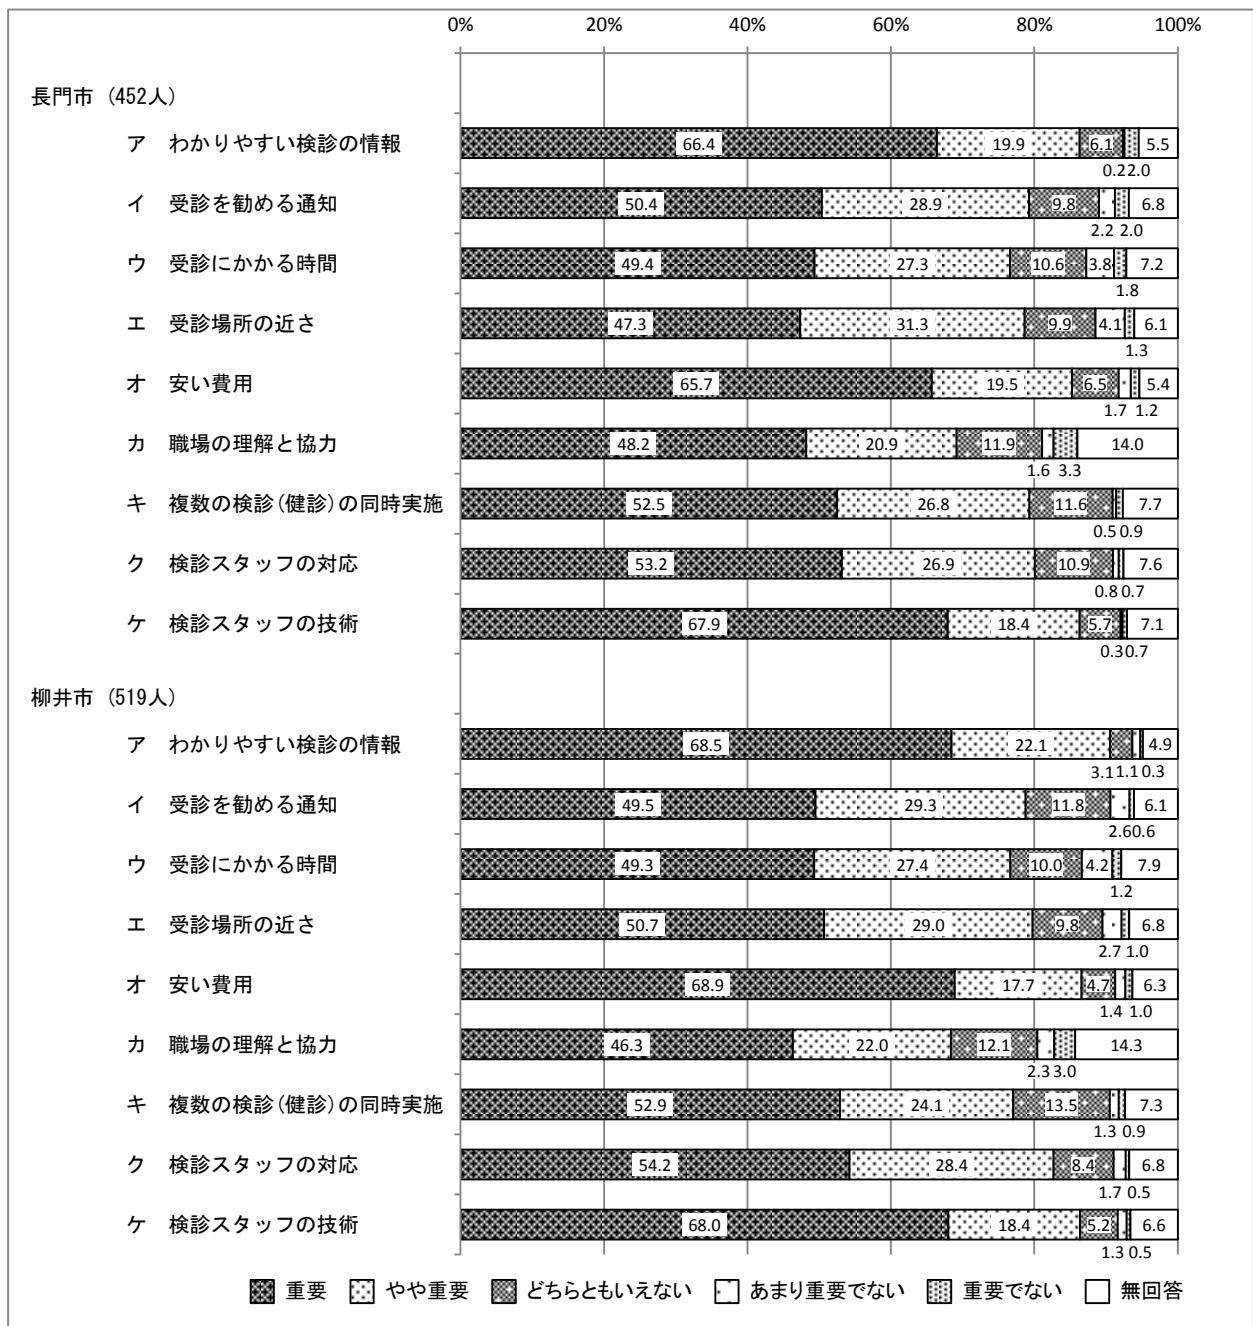 0% 20% 40% 60% 80% 100%
長門市 (452人)
ア わかりやすい検診の情報 66.4 19.9 6.1 5.5
0.2 2.0
イ 受診を勧める通知 50.4 28.9 9.8 6.8
2.2 2.0
ウ 受診にかかる時間 49.4 27.3 10.6 3.8 7.2
1.8
エ 受診場所の近さ 47.3 31.3 9.9 4.1 6.1
1.3
オ 安い費用 65.7 19.5 6.5 5.4
1.7 1.2
カ 職場の理解と協力 48.2 20.9 11.9 14.0
1.6 3.3
キ 複数の検診(健診)の同時実施 52.5 26.8 11.6 7.7
0.5 0.9
ク 検診スタッフの対応 53.2 26.9 10.9 7.6
0.8 0.7
ケ 検診スタッフの技術 67.9 18.4 5.7 7.1
0.3 0.7
柳井市 (519人)
ア わかりやすい検診の情報 68.5 22.1 4.9
3.1 1.1 0.3
イ 受診を勧める通知 49.5 29.3 11.8 6.1
2.6 0.6
ウ 受診にかかる時間 49.3 27.4 10.0 4.2 7.9
1.2
エ 受診場所の近さ 50.7 29.0 9.8 6.8
2.7 1.0
オ 安い費用 68.9 17.7 4.7 6.3
1.4 1.0
カ 職場の理解と協力 46.3 22.0 12.1 14.3
2.3 3.0
キ 複数の検診(健診)の同時実施 52.9 24.1 13.5 7.3
1.3 0.9
ク 検診スタッフの対応 54.2 28.4 8.4 6.8
1.7 0.5
ケ 検診スタッフの技術 68.0 18.4 5.2 6.6
1.3 0.5
重要 やや重要 どちらともいえない あまり重要でない 重要でない 無回答